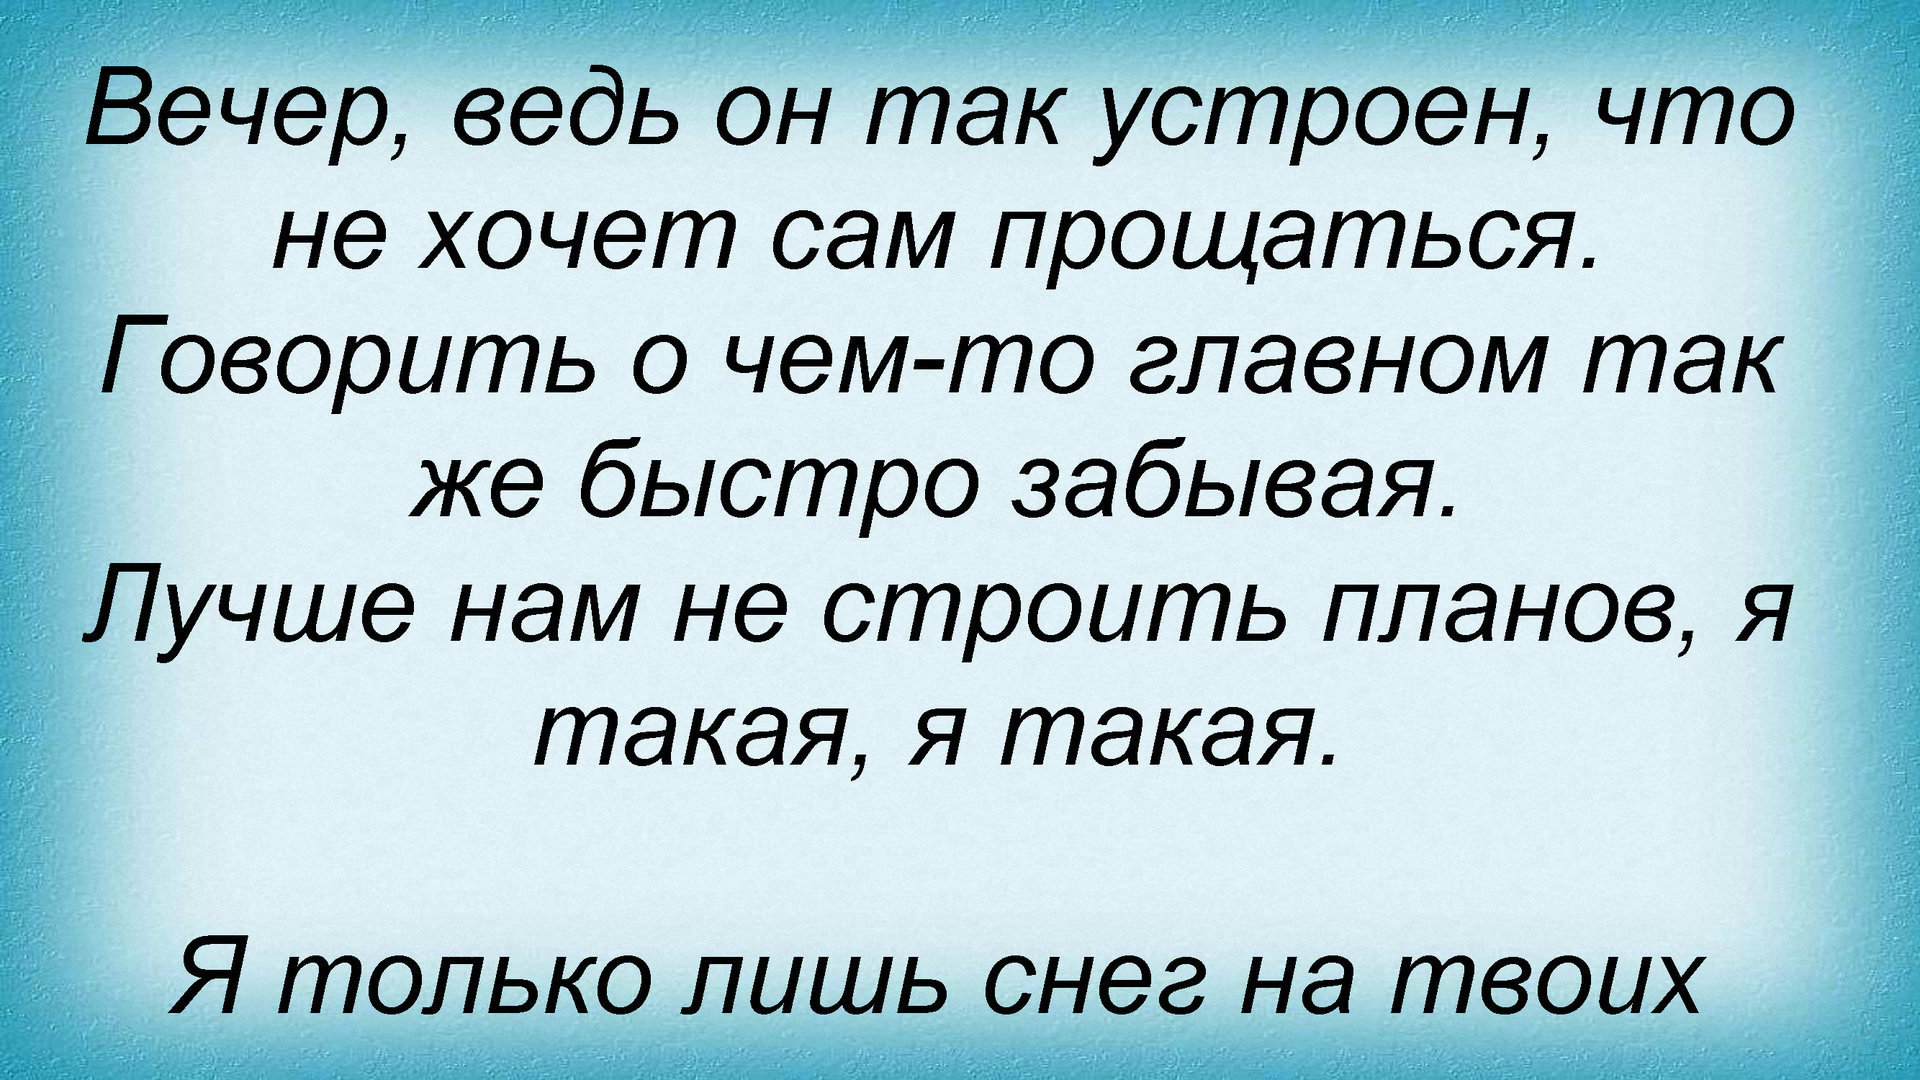 Вечер, ведь он так устроен, что
не хочет сам прощаться.
Говорить о чем-то главном так
же быстро забывая.
Лучше нам не строить планов, я
такая, я такая.
Я только лишь снег на твоих